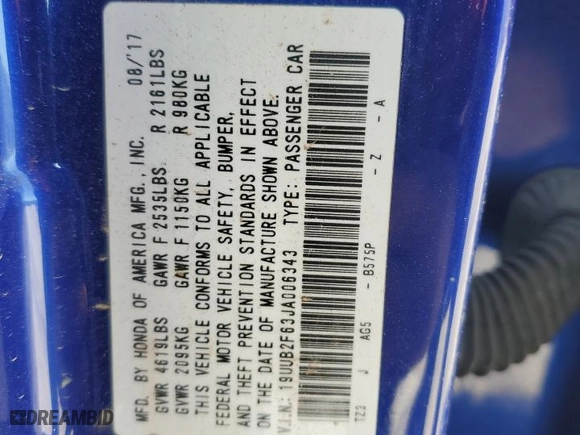 MFD. BY HONDA OF AMERICA MFG., INC. 08/'17
GVWR 4619LBS GAWR F 2535LBS R 2161LBS
GVWR 2095KG GAWR F 1150KG R 980KG
THIS VEHICLE CONFORMS TO ALL APPLICABLE
FEDERAL MOTOR VEHICLE SAFETY, BUMPER,
AND THEFT PREVENTION STANDARDS IN EFFECT
ON THE DATE OF MANUFACTURE SHOWN ABOVE.
V.I.N.: 19UUB2F63JA006343 TYPE: PASSENGER CAR
TZ3 J AG5 - B575P - Z - A
DREAMBID